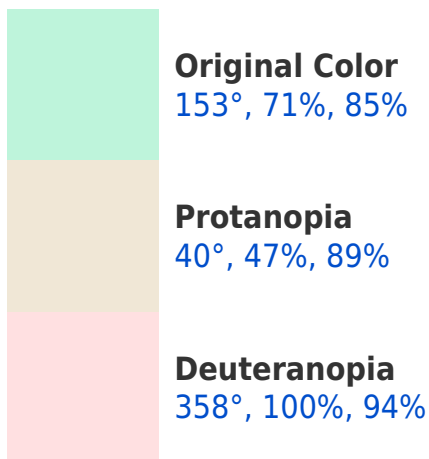 Original Color
153°, 71%, 85%
Protanopia
40°, 47%, 89%
Deuteranopia
358°, 100%, 94%